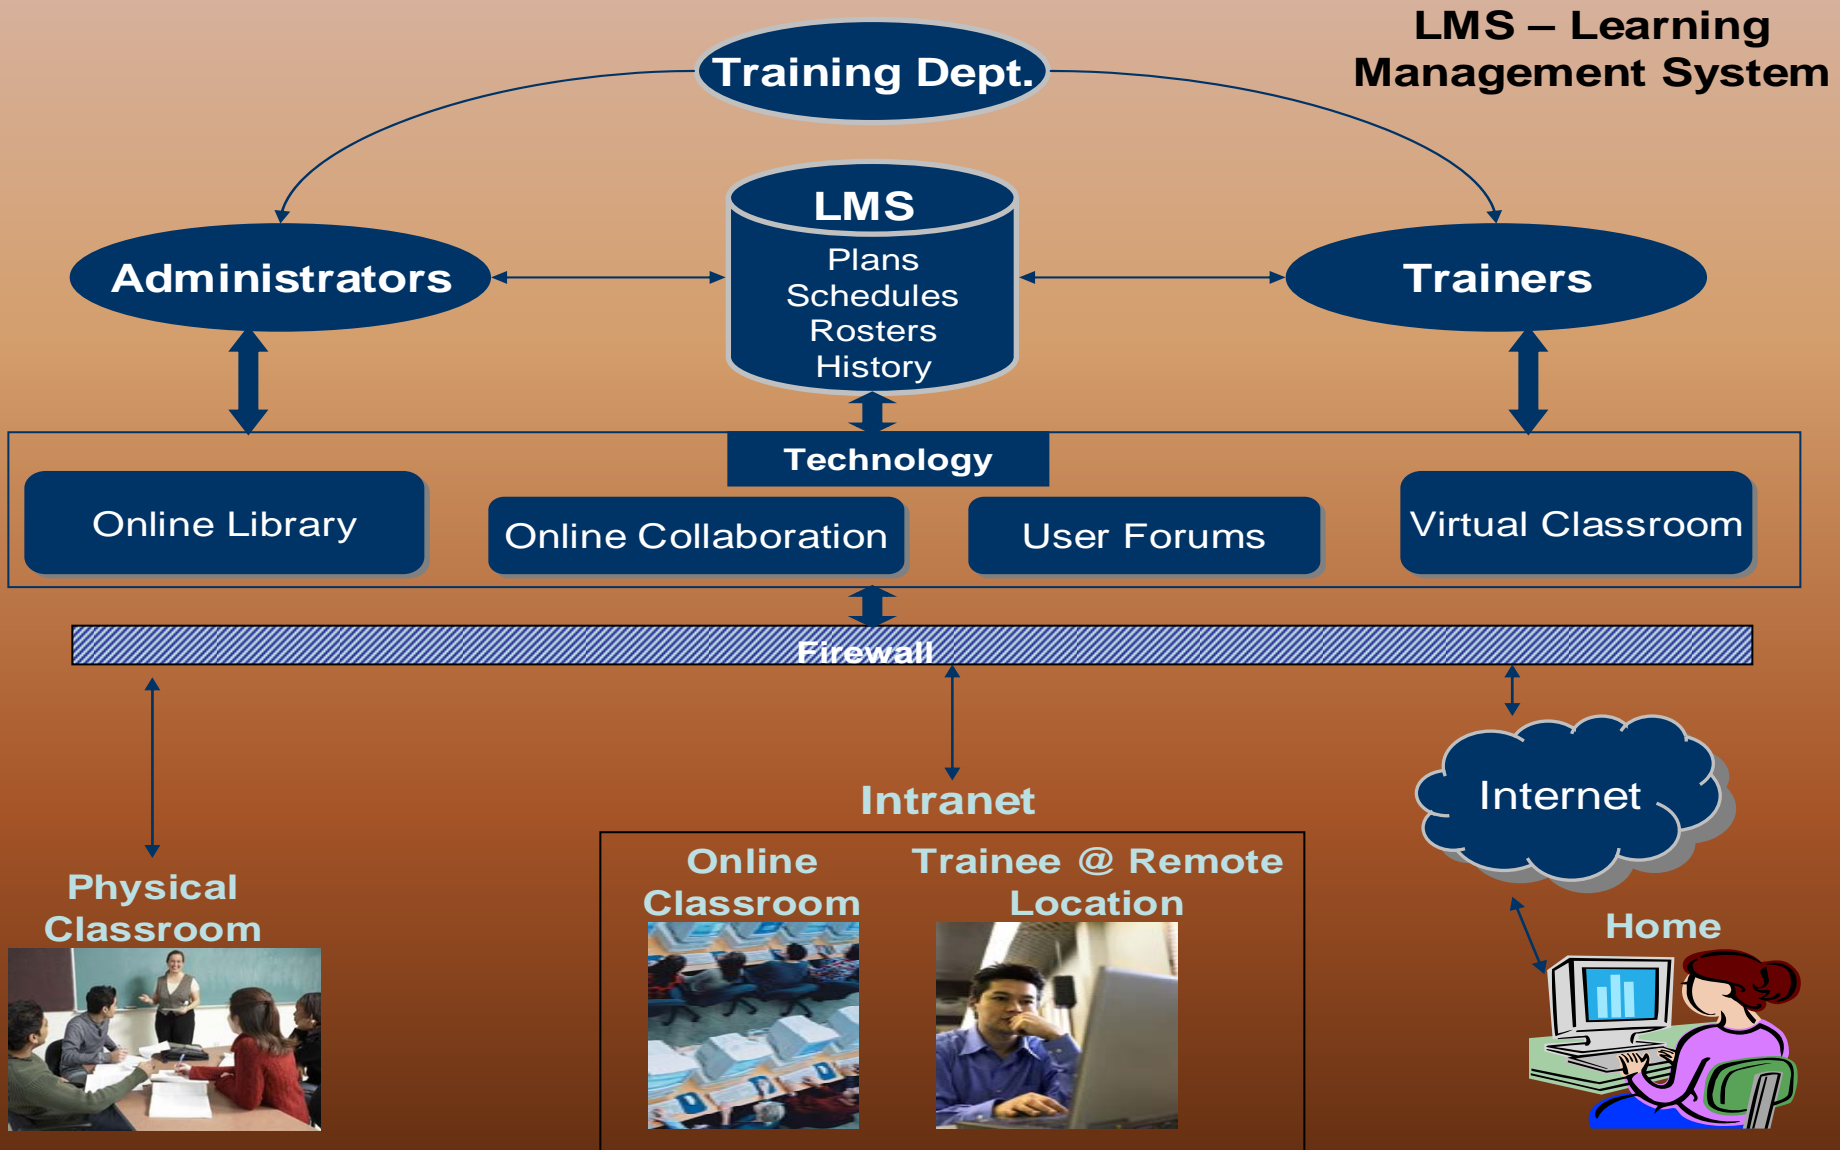 LMS – Learning
Management System
Training Dept.
LMS
Plans
Schedules
Rosters
History
Administrators
Trainers
Technology
Online Library
Online Collaboration
User Forums
Virtual Classroom
Firewall
Intranet
Internet
Physical
Classroom
Online
Classroom
Trainee @ Remote
Location
Home